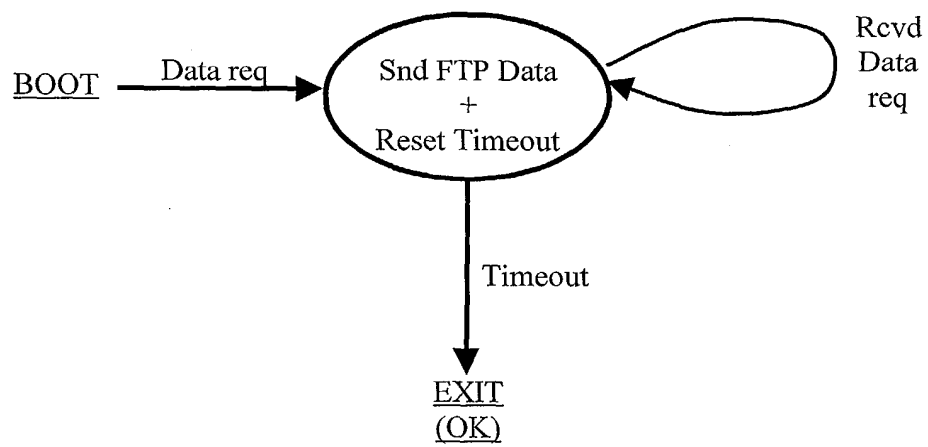 BOOT
Data req
Snd FTP Data
+
Reset Timeout
Rcvd
Data
req
Timeout
EXIT
(OK)